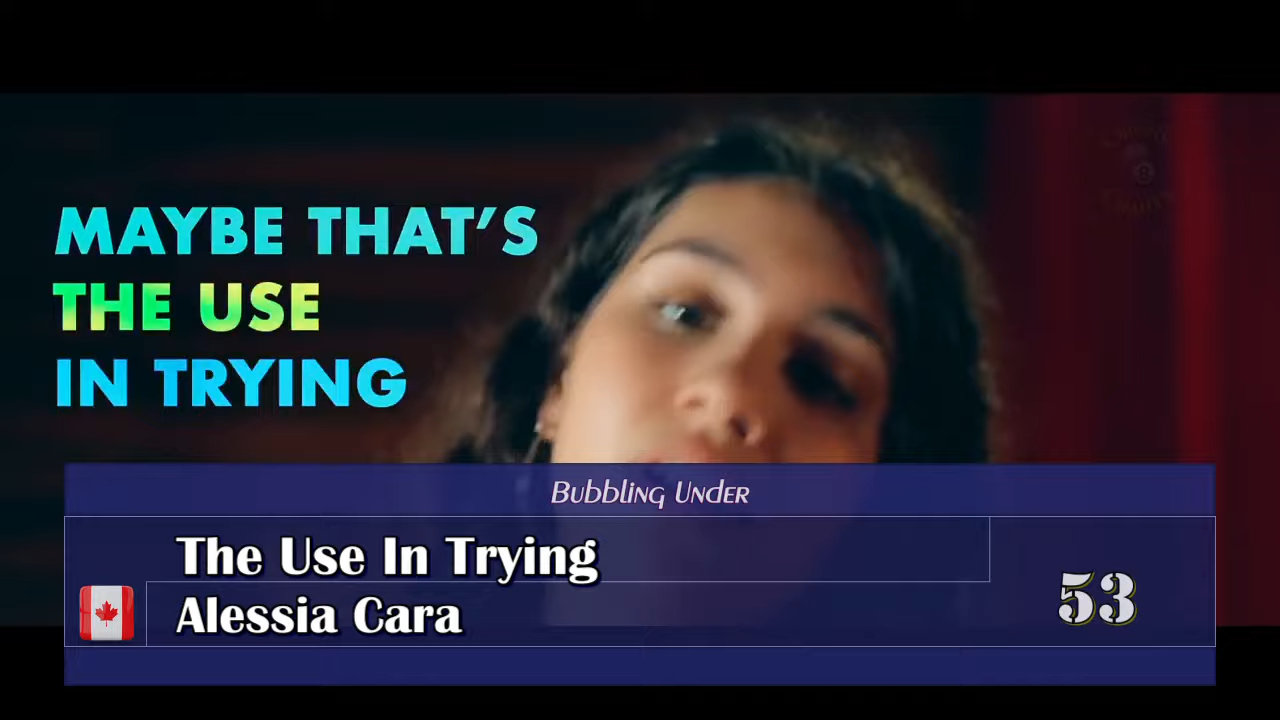 MAYBE THAT'S
THE USE
IN TRYING
Bubbling Under
The Use In Trying
Alessia Cara
53